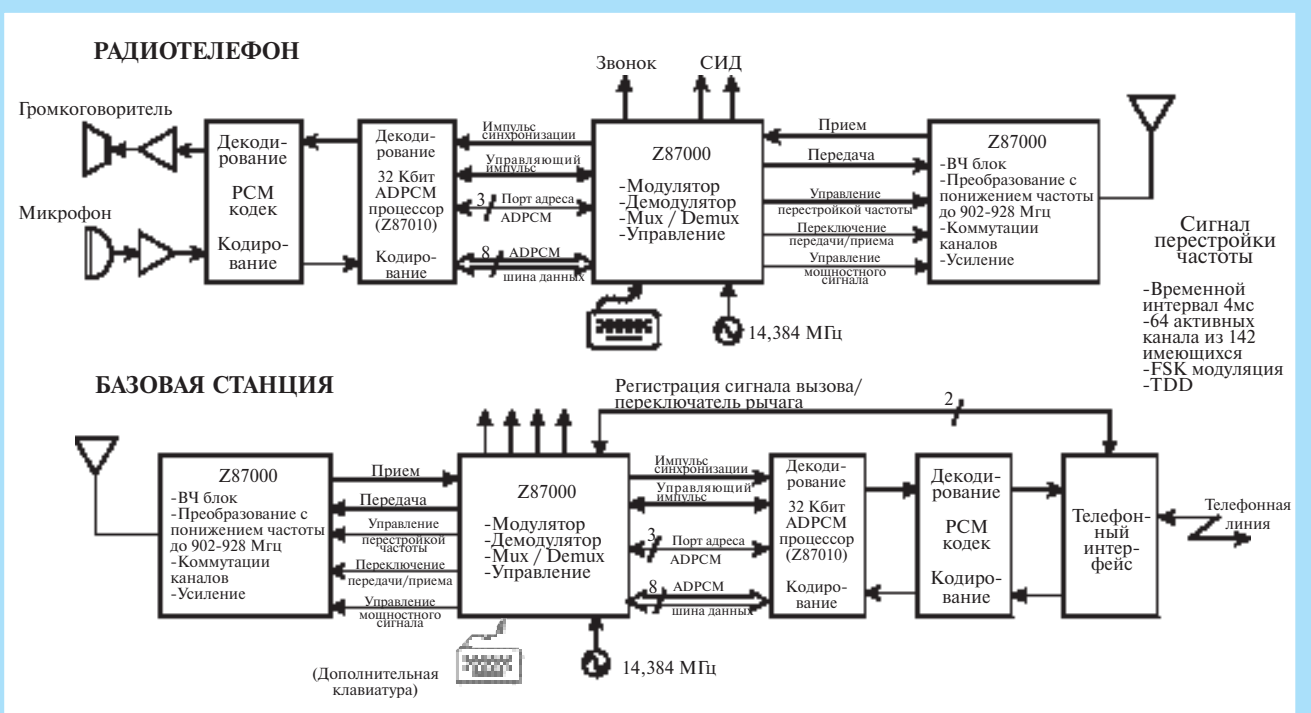 РАДИОТЕЛЕФОН
Звонок
СИД
Громкоговоритель
Микрофон
Декоди-
рование
PCM
кодек
Кодиро-
вание
Декоди-
рование
32 Кбит
ADPCM
процессор
(Z87010)
Кодиро-
вание
Импульс
синхронизации
Управляющий
импульс
3
Порт адреса
ADPCM
8
ADPCM
шина данных
Z87000
-Модулятор
-Демодулятор
-Mux / Demux
-Управление
14,384 МГц
Прием
Передача
Управление
перестройкой частоты
Переключение
передачи/приема
Управление
мощностного
сигнала
Z87000
-ВЧ блок
-Преобразование с
понижением частоты
до 902-928 Мгц
-Коммутации
каналов
-Усиление
Сигнал
перестройки
частоты
-Временной
интервал 4мс
-64 активных
канала из 142
имеющихся
-FSK модуляция
-TDD
БАЗОВАЯ СТАНЦИЯ
Регистрация сигнала вызова/
переключатель рычага
2
Z87000
-ВЧ блок
-Преобразование с
понижением частоты
до 902-928 Мгц
-Коммутации
каналов
-Усиление
Прием
Передача
Управление
перестройкой
частоты
Переключение
передачи/приема
Управление
мощностного
сигнала
Z87000
-Модулятор
-Демодулятор
-Mux / Demux
-Управление
(Дополнительная
клавиатура)
14,384 МГц
Импульс
синхронизации
Управляющий
импульс
3
Порт адреса
ADPCM
8
ADPCM
шина данных
Декоди-
рование
32 Кбит
ADPCM
процессор
(Z87010)
Кодиро-
вание
Декоди-
рование
PCM
кодек
Кодиро-
вание
Телефон-
ный
интер-
фейс
Телефонная
линия